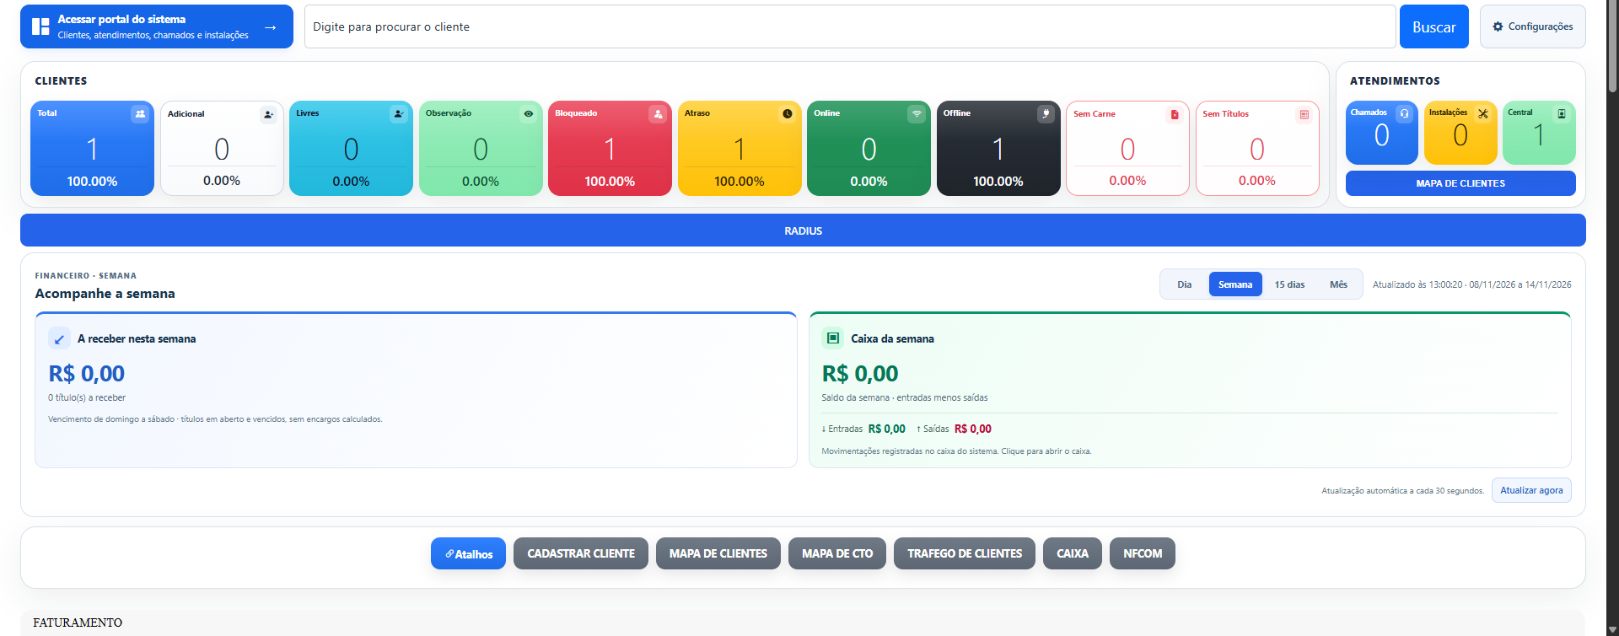 Acessar portal do sistema
Clientes, atendimentos, chamados e instalações
→
Digite para procurar o cliente
Buscar
Configurações
CLIENTES
Total
1
100.00%
Adicional
0
0.00%
Livres
0
0.00%
Observação
0
0.00%
Bloqueado
1
100.00%
Atraso
1
100.00%
Online
0
0.00%
Offline
1
100.00%
Sem Carne
0
0.00%
Sem Títulos
0
0.00%
ATENDIMENTOS
Chamados
0
Instalações
0
Central
1
MAPA DE CLIENTES
RADIUS
FINANCEIRO - SEMANA
Acompanhe a semana
Dia Semana 15 dias Mês
Atualizado às 13:00:20 · 08/11/2026 a 14/11/2026
A receber nesta semana
R$ 0,00
0 título(s) a receber
Vencimento de domingo a sábado · títulos em aberto e vencidos, sem encargos calculados.
Caixa da semana
R$ 0,00
Saldo da semana · entradas menos saídas
↓ Entradas R$ 0,00 ↑ Saídas R$ 0,00
Movimentações registradas no caixa do sistema. Clique para abrir o caixa.
Atualização automática a cada 30 segundos.
Atualizar agora
Atalhos
CADASTRAR CLIENTE
MAPA DE CLIENTES
MAPA DE CTO
TRAFEGO DE CLIENTES
CAIXA
NFCOM
FATURAMENTO